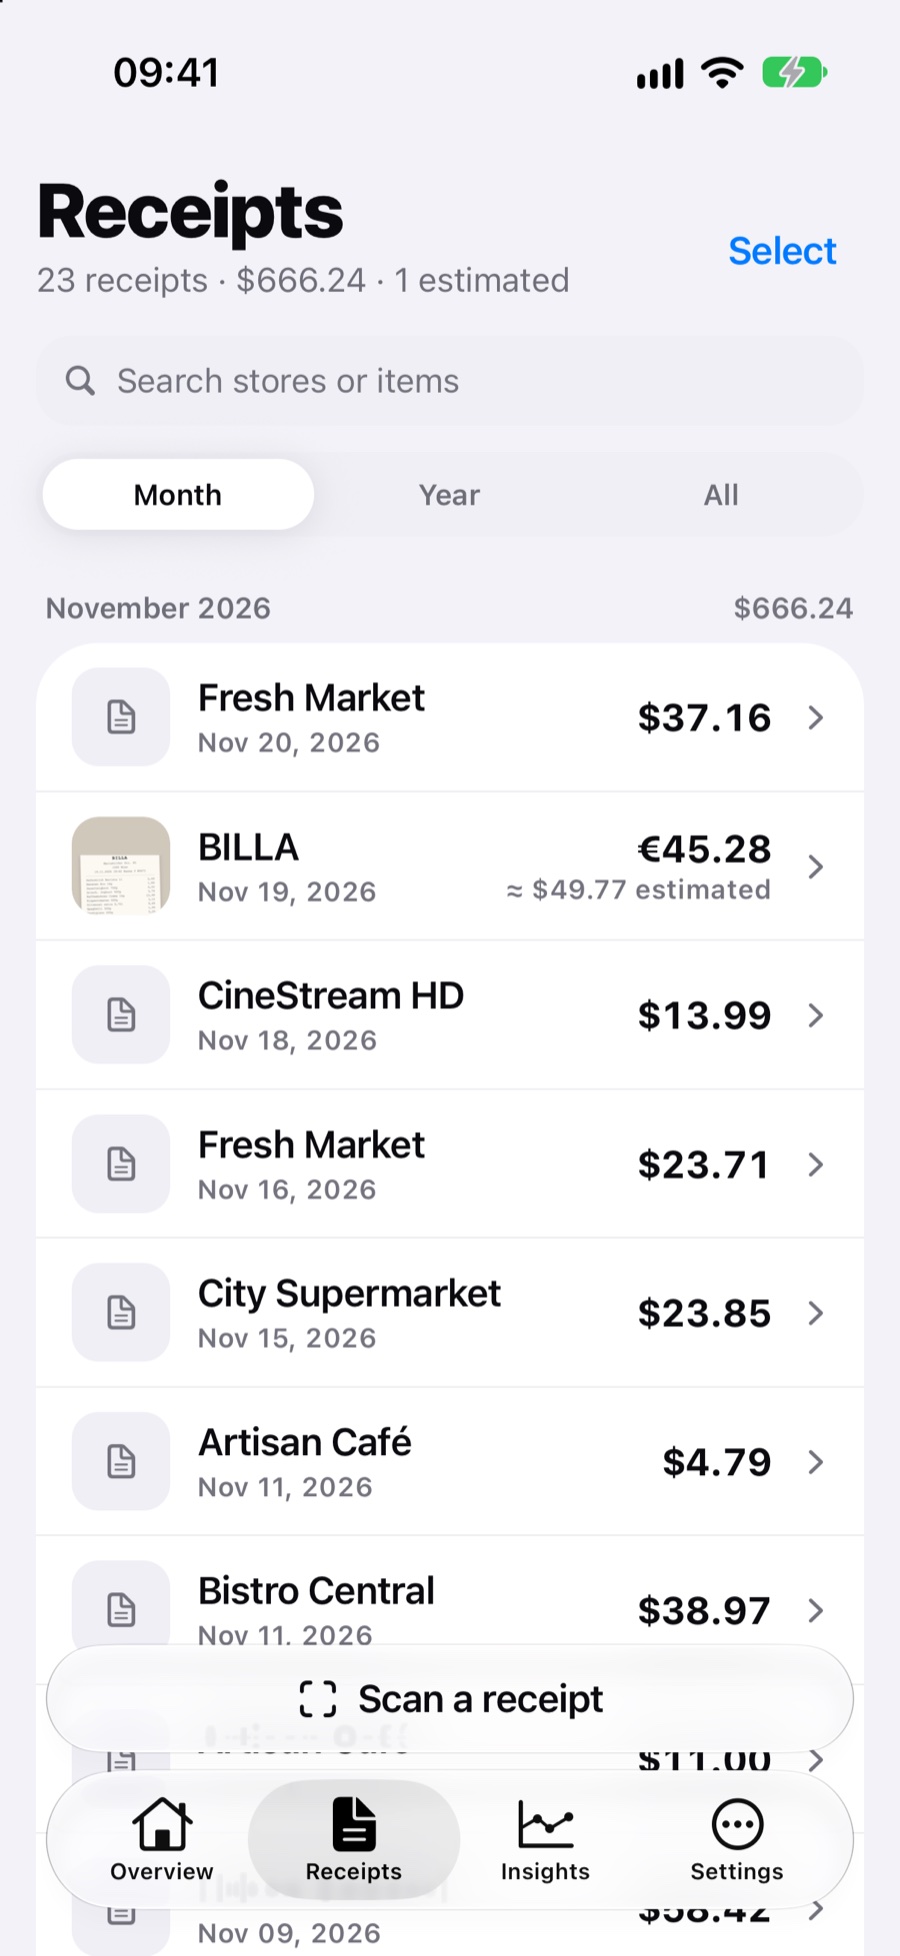 09:41
Receipts
23 receipts · $666.24 · 1 estimated
Select
Search stores or items
Month
Year
All
November 2026
$666.24
Fresh Market
$37.16
Nov 20, 2026
BILLA
€45.28
Nov 19, 2026
≈ $49.77 estimated
CineStream HD
$13.99
Nov 18, 2026
Fresh Market
$23.71
Nov 16, 2026
City Supermarket
$23.85
Nov 15, 2026
Artisan Café
$4.79
Nov 11, 2026
Bistro Central
$38.97
Nov 11, 2026
Scan a receipt
$11.00
Overview
Receipts
Insights
Settings
Nov 09, 2026